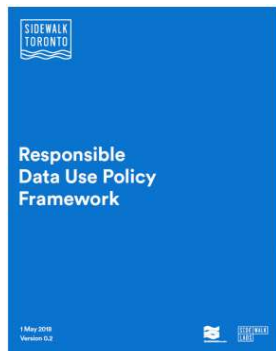 SIDEWALK
TORONTO
Responsible
Data Use Policy
Framework
1 May 2018
Version 0.2
SIDEWALK
LABS